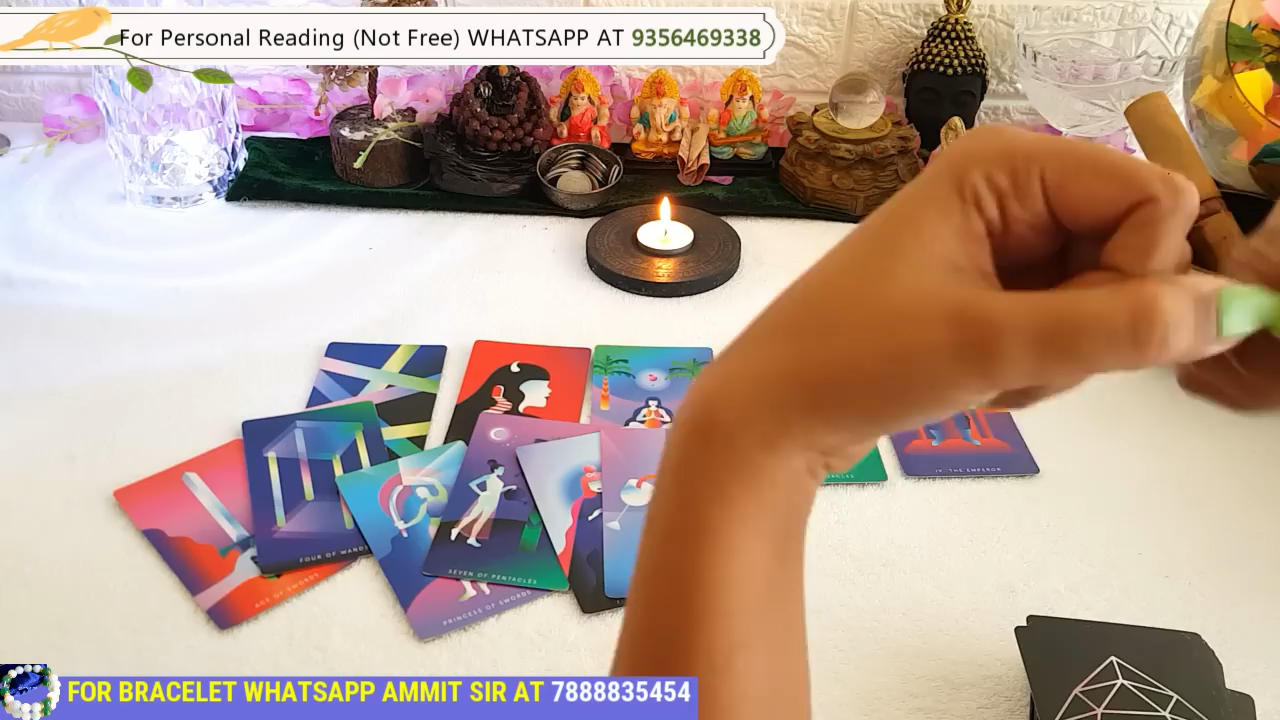 For Personal Reading (Not Free) WHATSAPP AT 9356469338
IV. THE EMPEROR
FOUR OF WANDS
SEVEN OF PENTACLES
ACE OF SWORDS
PRINCESS OF SWORDS
FOR BRACELET WHATSAPP AMMIT SIR AT 7888835454